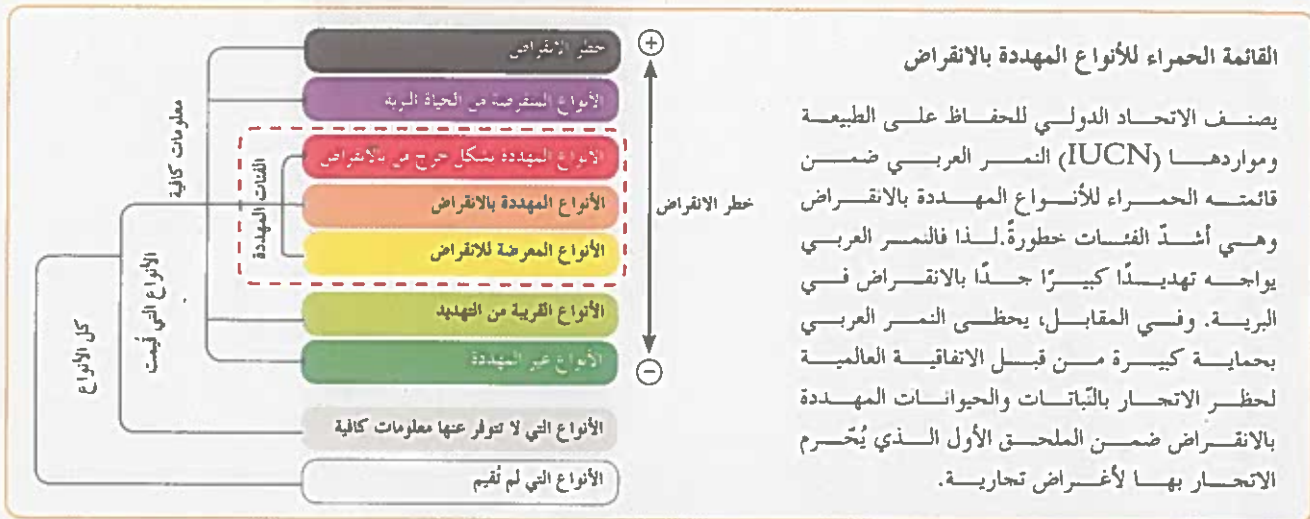 القائمة الحمراء للأنواع المهددة بالانقراض
يصنف الاتحاد الدولي للحفاظ على الطبيعة
ومواردها (IUCN) النمر العربي ضمن
قائمته الحمراء للأنواع المهددة بالانقراض
وهي أشدّ الفئات خطورةً. لذا فالنمر العربي
يواجه تهديدًا كبيرًا جدًا بالانقراض في
البرية. وفي المقابل، يحظى النمر العربي
بحماية كبيرة من قبل الاتفاقية العالمية
لحظر الاتجار بالنّباتات والحيوانات المهددة
بالانقراض ضمن الملحق الأول الذي يُحّرم
الاتجار بها لأغراض تجارية.
+
خطر الانقراض
−
خطر الانقراض
الأنواع المنقرضة من الحياة البرية
الأنواع المهددة بشكل حرج من بالانقراض
الأنواع المهددة بالانقراض
الأنواع المعرضة للانقراض
الأنواع القريبة من التهديد
الأنواع غير المهددة
الأنواع التي لا تتوفر عنها معلومات كافية
الأنواع التي لم تُقيم
الفئات المهددة
معلومات كافية
الأنواع التي قُيمت
كل الأنواع